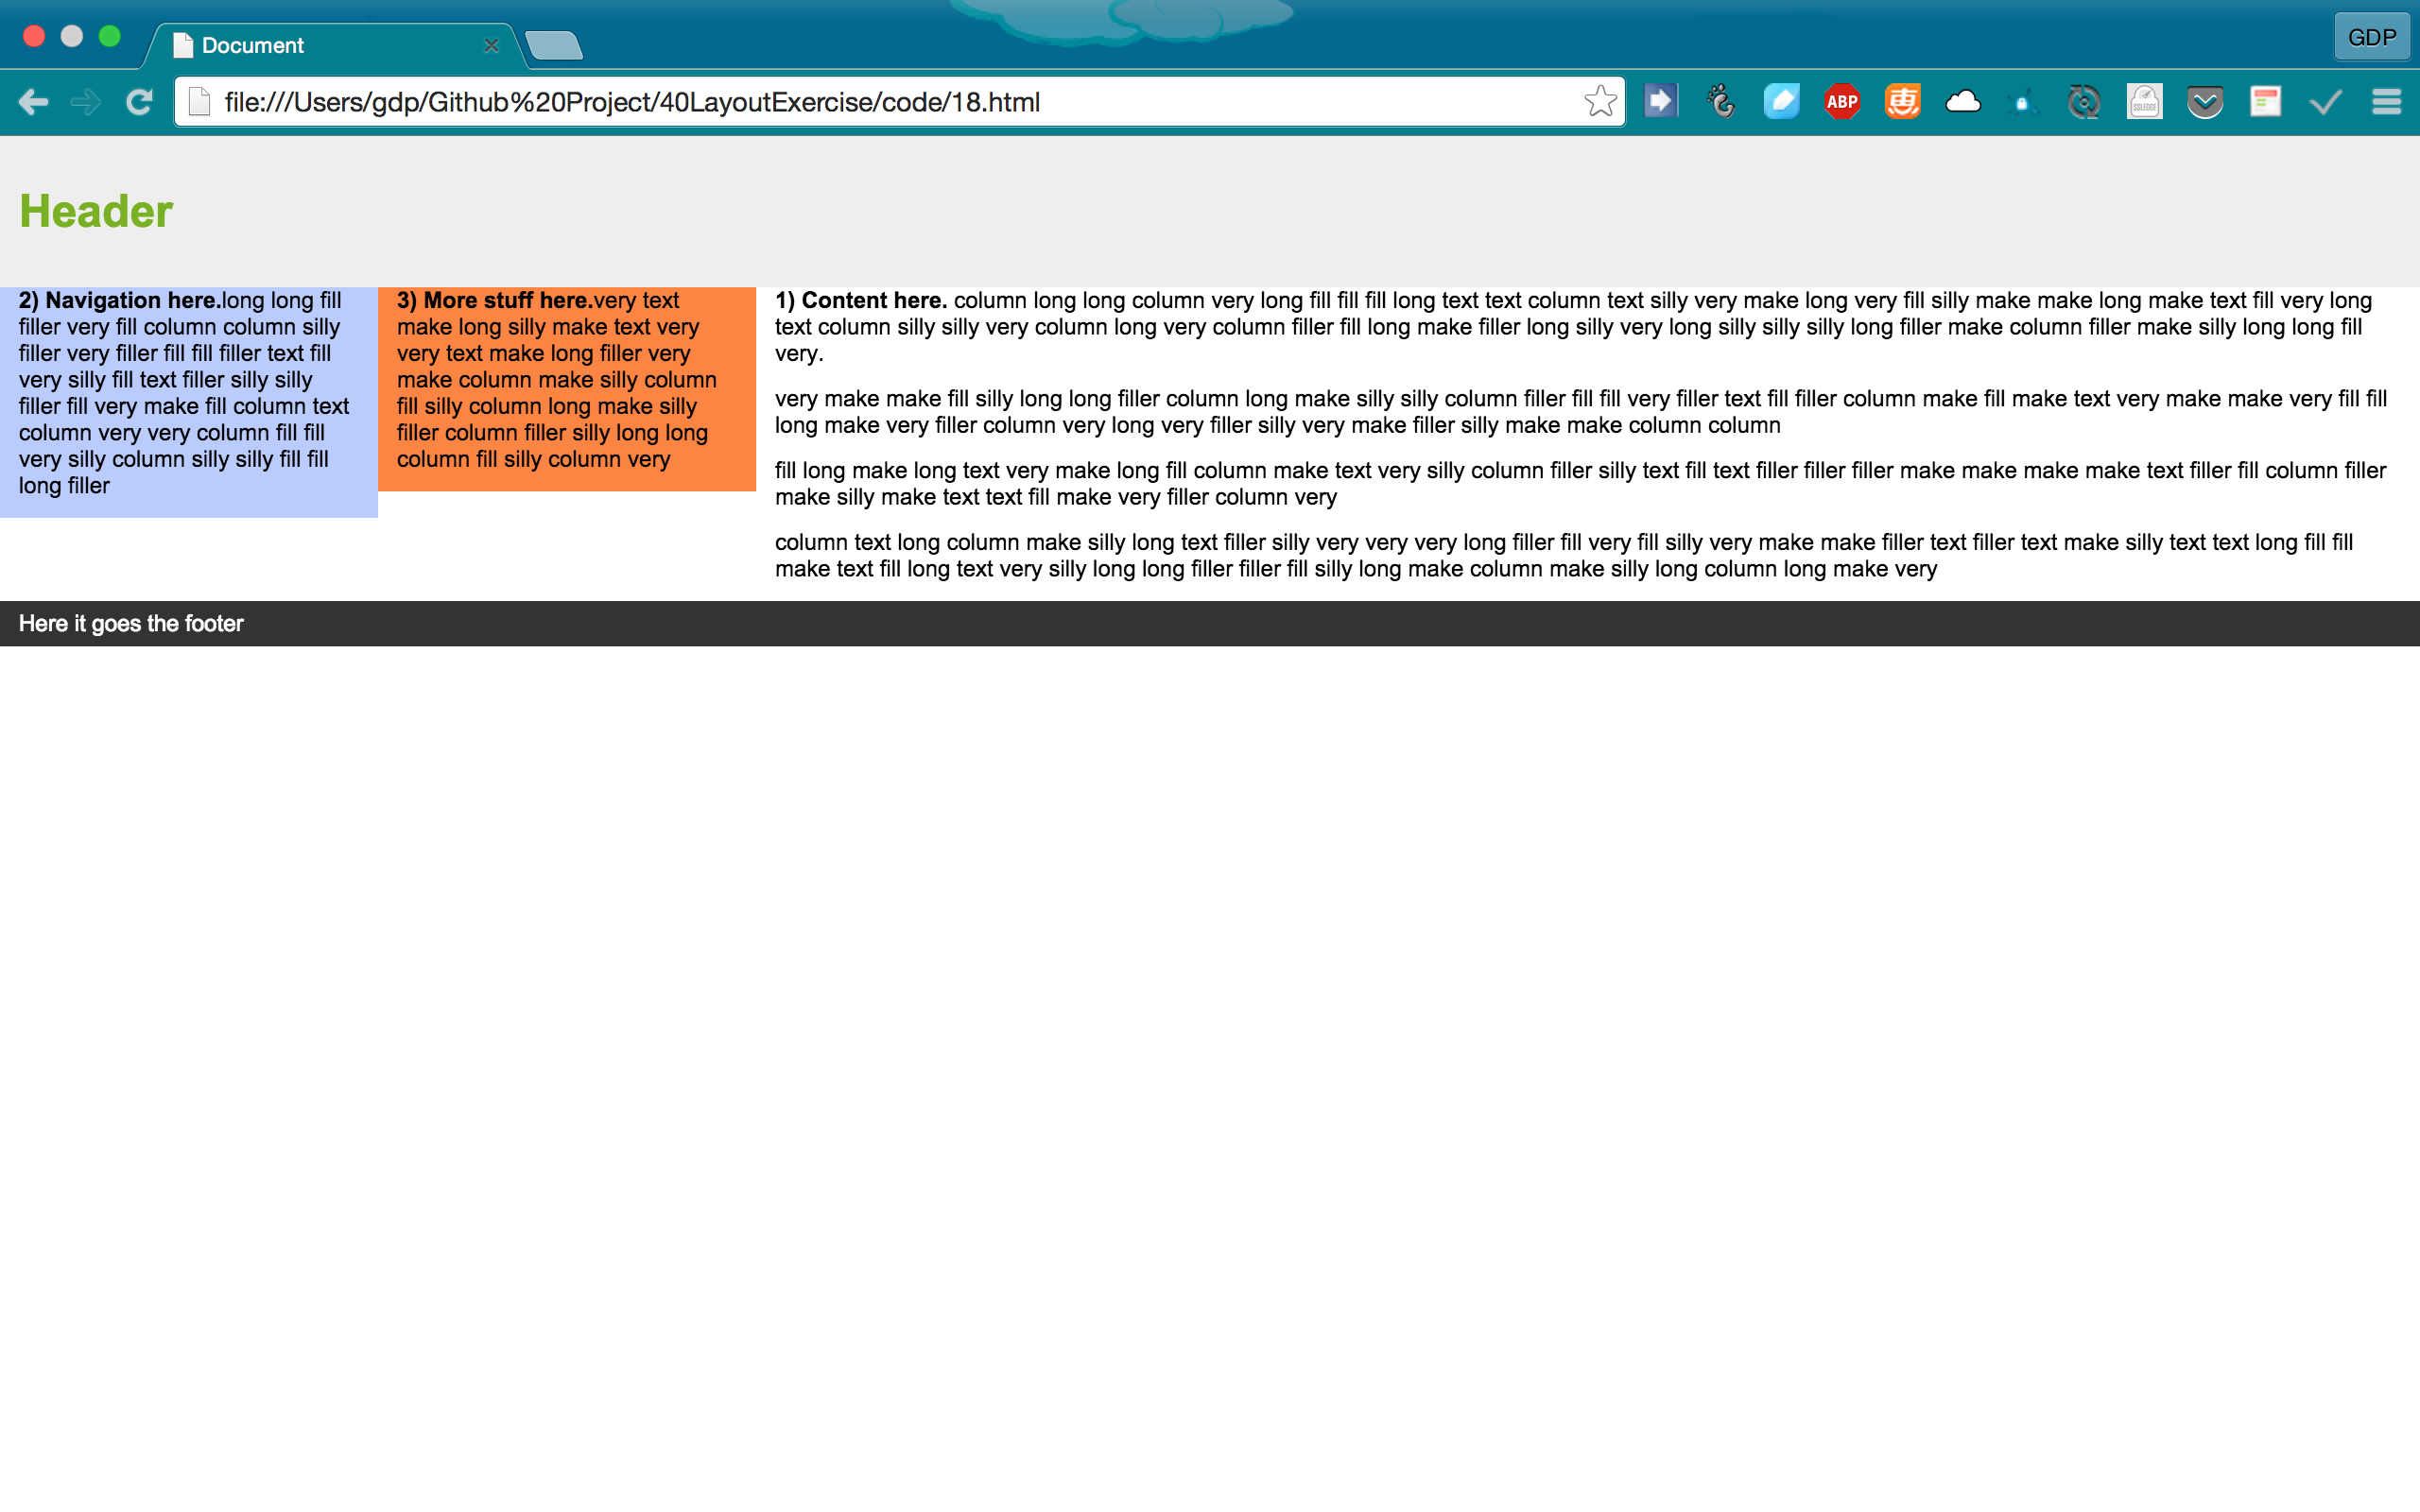 Document
GDP
file:///Users/gdp/Github%20Project/40LayoutExercise/code/18.html
ABP
惠
Header
2) Navigation here.long long fill
filler very fill column column silly
filler very filler fill fill filler text fill
very silly fill text filler silly silly
filler fill very make fill column text
column very very column fill fill
very silly column silly silly fill fill
long filler
3) More stuff here.very text
make long silly make text very
very text make long filler very
make column make silly column
fill silly column long make silly
filler column filler silly long long
column fill silly column very
1) Content here. column long long column very long fill fill fill long text text column text silly very make long very fill silly make make long make text fill very long
text column silly silly very column long very column filler fill long make filler long silly very long silly silly silly long filler make column filler make silly long long fill
very.
very make make fill silly long long filler column long make silly silly column filler fill fill very filler text fill filler column make fill make text very make make very fill fill
long make very filler column very long very filler silly very make filler silly make make column column
fill long make long text very make long fill column make text very silly column filler silly text fill text filler filler filler make make make make text filler fill column filler
make silly make text text fill make very filler column very
column text long column make silly long text filler silly very very very long filler fill very fill silly very make make filler text filler text make silly text text long fill fill
make text fill long text very silly long long filler filler fill silly long make column make silly long column long make very
Here it goes the footer